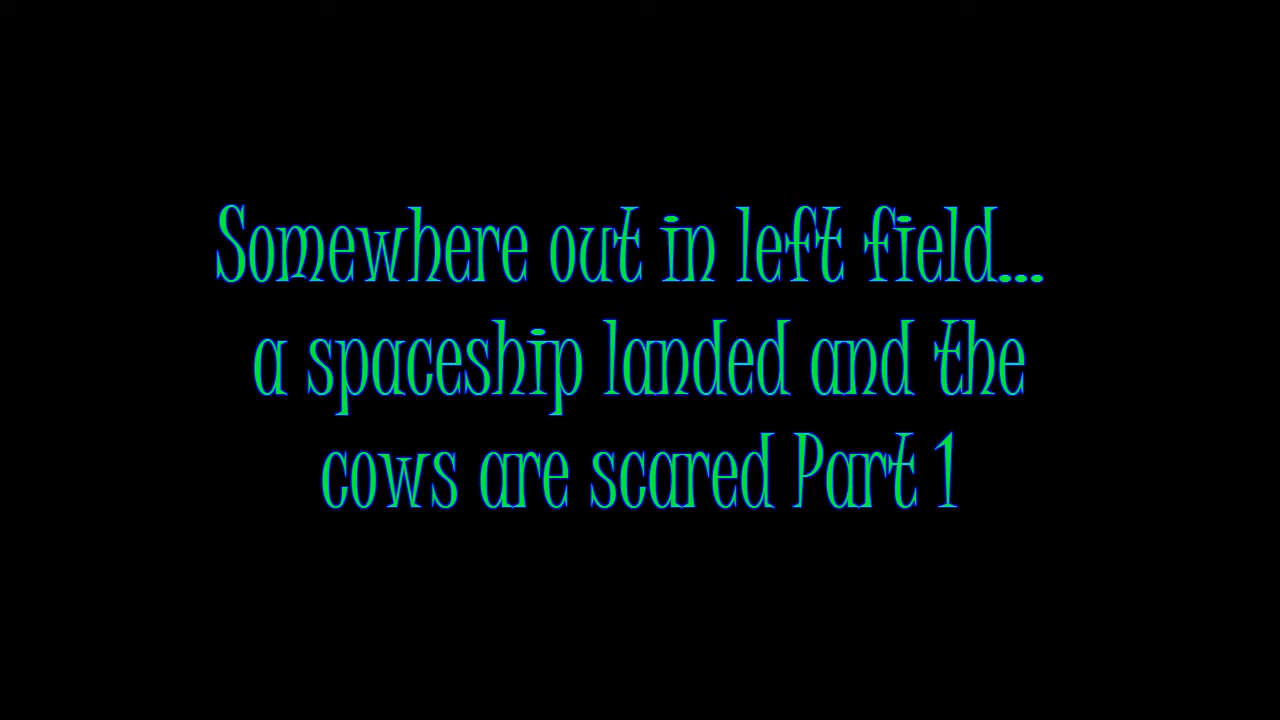 Somewhere out in left field...
a spaceship landed and the
cows are scared Part 1